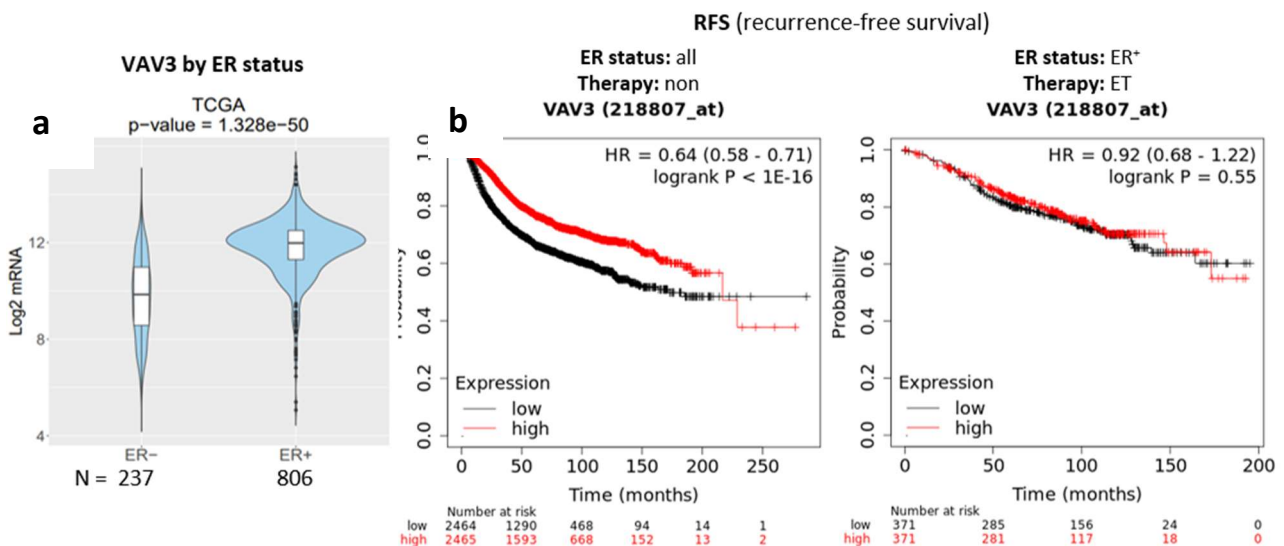 RFS (recurrence-free survival)
VAV3 by ER status
a
TCGA
p-value = 1.328e-50
Log2 mRNA
12
8
4
ER- ER+
N = 237 806
b
ER status: all
Therapy: non
VAV3 (218807_at)
HR = 0.64 (0.58 - 0.71)
logrank P < 1E-16
Probability
1.0
0.8
0.6
0.4
0.2
0.0
Expression
low
high
0 50 100 150 200 250
Time (months)
Number at risk
low 2464 1290 468 94 14 1
high 2465 1593 668 152 13 2
ER status: ER+
Therapy: ET
VAV3 (218807_at)
HR = 0.92 (0.68 - 1.22)
logrank P = 0.55
Probability
1.0
0.8
0.6
0.4
0.2
0.0
Expression
low
high
0 50 100 150 200
Time (months)
Number at risk
low 371 285 156 24 0
high 371 281 117 18 0